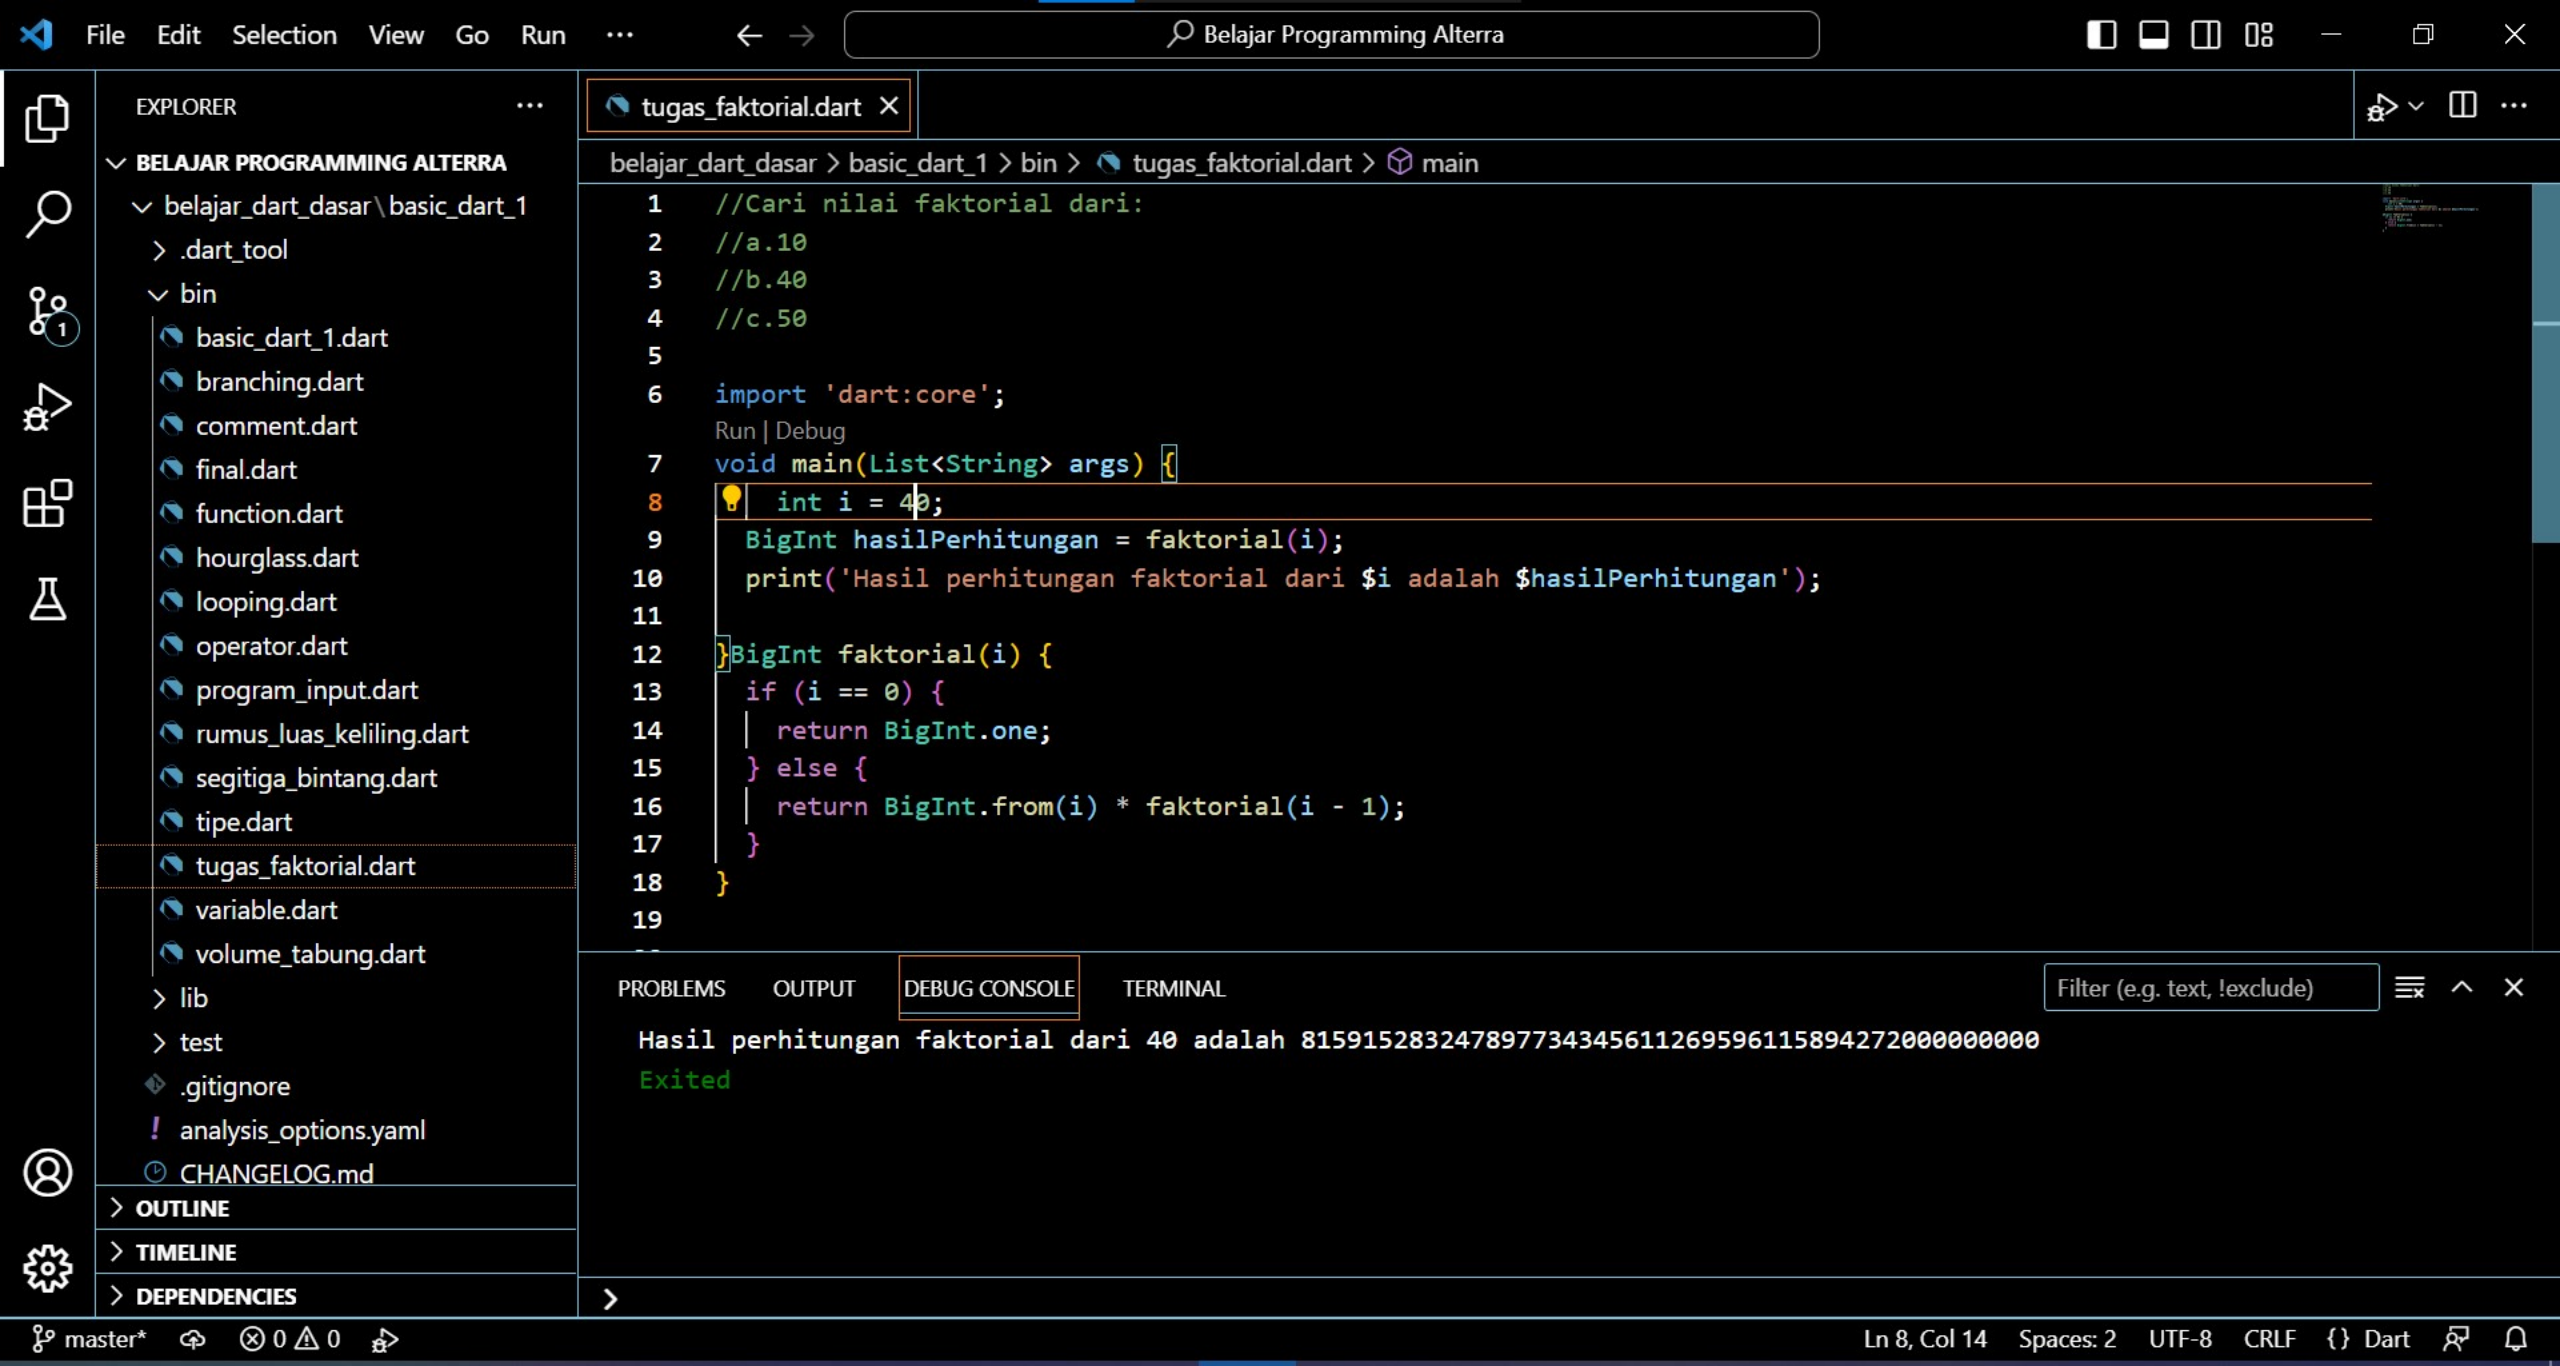 File Edit Selection View Go Run ··· Belajar Programming Alterra
EXPLORER ···
BELAJAR PROGRAMMING ALTERRA
belajar_dart_dasar\basic_dart_1
.dart_tool
bin
basic_dart_1.dart
branching.dart
comment.dart
final.dart
function.dart
hourglass.dart
looping.dart
operator.dart
program_input.dart
rumus_luas_keliling.dart
segitiga_bintang.dart
tipe.dart
tugas_faktorial.dart
variable.dart
volume_tabung.dart
lib
test
.gitignore
analysis_options.yaml
CHANGELOG.md
OUTLINE
TIMELINE
DEPENDENCIES
1
tugas_faktorial.dart
belajar_dart_dasar > basic_dart_1 > bin > tugas_faktorial.dart > main
1 //Cari nilai faktorial dari:
2 //a.10
3 //b.40
4 //c.50
5
6 import 'dart:core';
Run | Debug
7 void main(List<String> args) {
8 int i = 40;
9 BigInt hasilPerhitungan = faktorial(i);
10 print('Hasil perhitungan faktorial dari $i adalah $hasilPerhitungan');
11
12 }BigInt faktorial(i) {
13 if (i == 0) {
14 return BigInt.one;
15 } else {
16 return BigInt.from(i) * faktorial(i - 1);
17 }
18 }
19
PROBLEMS OUTPUT DEBUG CONSOLE TERMINAL Filter (e.g. text, !exclude)
Hasil perhitungan faktorial dari 40 adalah 815915283247897734345611269596115894272000000000
Exited
master* 0 0 Ln 8, Col 14 Spaces: 2 UTF-8 CRLF {} Dart